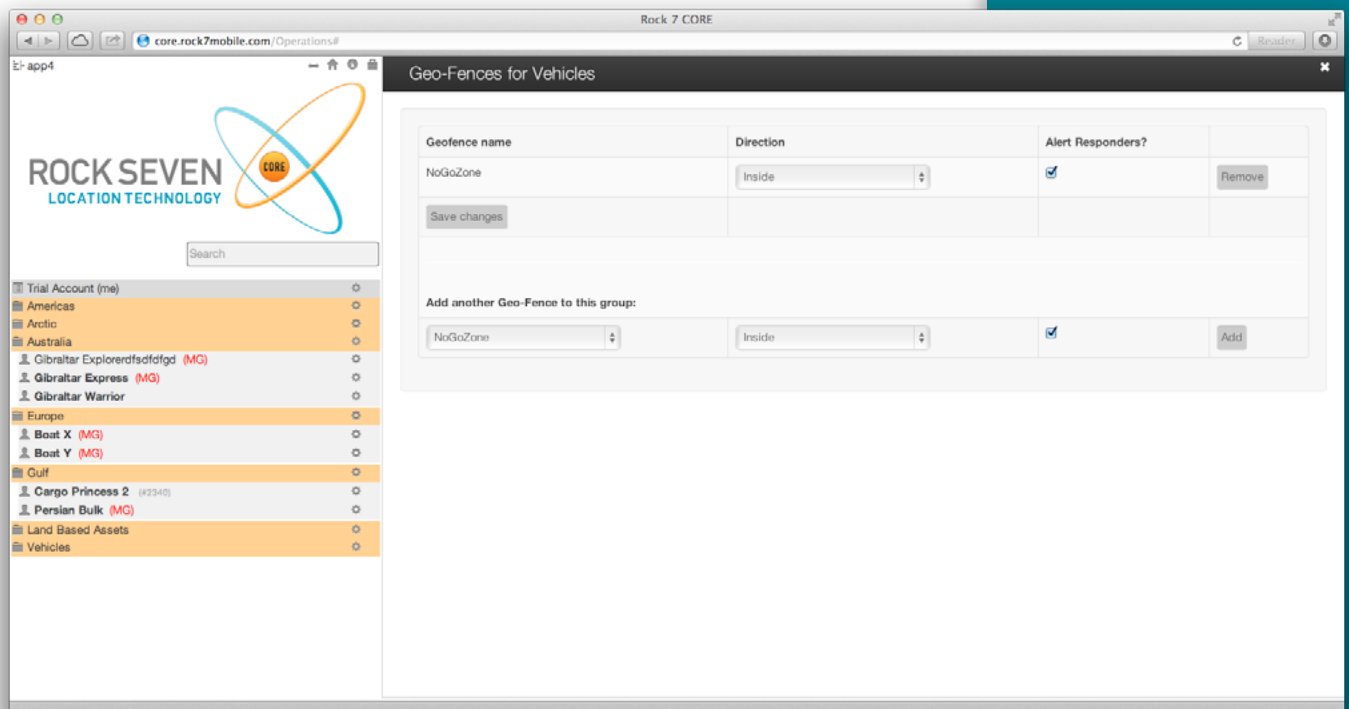 Rock 7 CORE
core.rock7mobile.com/Operations#
Reader
app4
Geo-Fences for Vehicles
ROCK SEVEN
CORE
LOCATION TECHNOLOGY
Search
Trial Account (me)
Americas
Arctic
Australia
Gibraltar Explorerdfsdfdfgd (MG)
Gibraltar Express (MG)
Gibraltar Warrior
Europe
Boat X (MG)
Boat Y (MG)
Gulf
Cargo Princess 2 (#2340)
Persian Bulk (MG)
Land Based Assets
Vehicles
Geofence name Direction Alert Responders?
NoGoZone Inside Remove
Save changes
Add another Geo-Fence to this group:
NoGoZone Inside Add